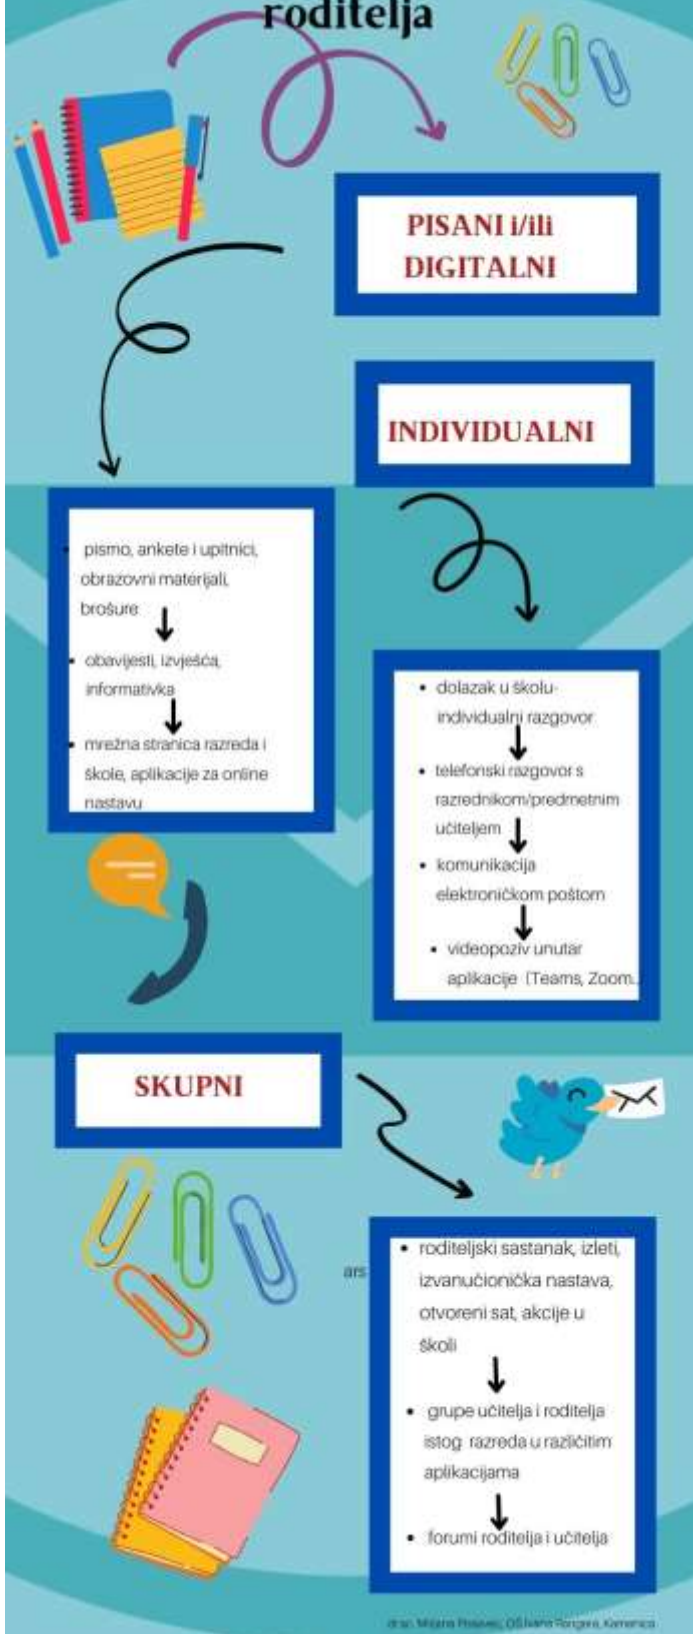 roditelja
PISANI i/ili
DIGITALNI
INDIVIDUALNI
pismo, ankete i upitnici,
obrazovni materijali,
brošure
obavijesti, izvješća,
informativka
mrežna stranica razreda i
škole, aplikacije za online
nastavu
dolazak u školu-
individualni razgovor
telefonski razgovor s
razrednikom/predmetnim
učiteljem
komunikacija
elektroničkom poštom
videopoziv unutar
aplikacije (Teams, Zoom..
SKUPNI
ars
roditeljski sastanak, izleti,
izvanučionička nastava,
otvoreni sat, akcije u
školi
grupe učitelja i roditelja
istog razreda u različitim
aplikacijama
forumi roditelja i učitelja
Kamenica